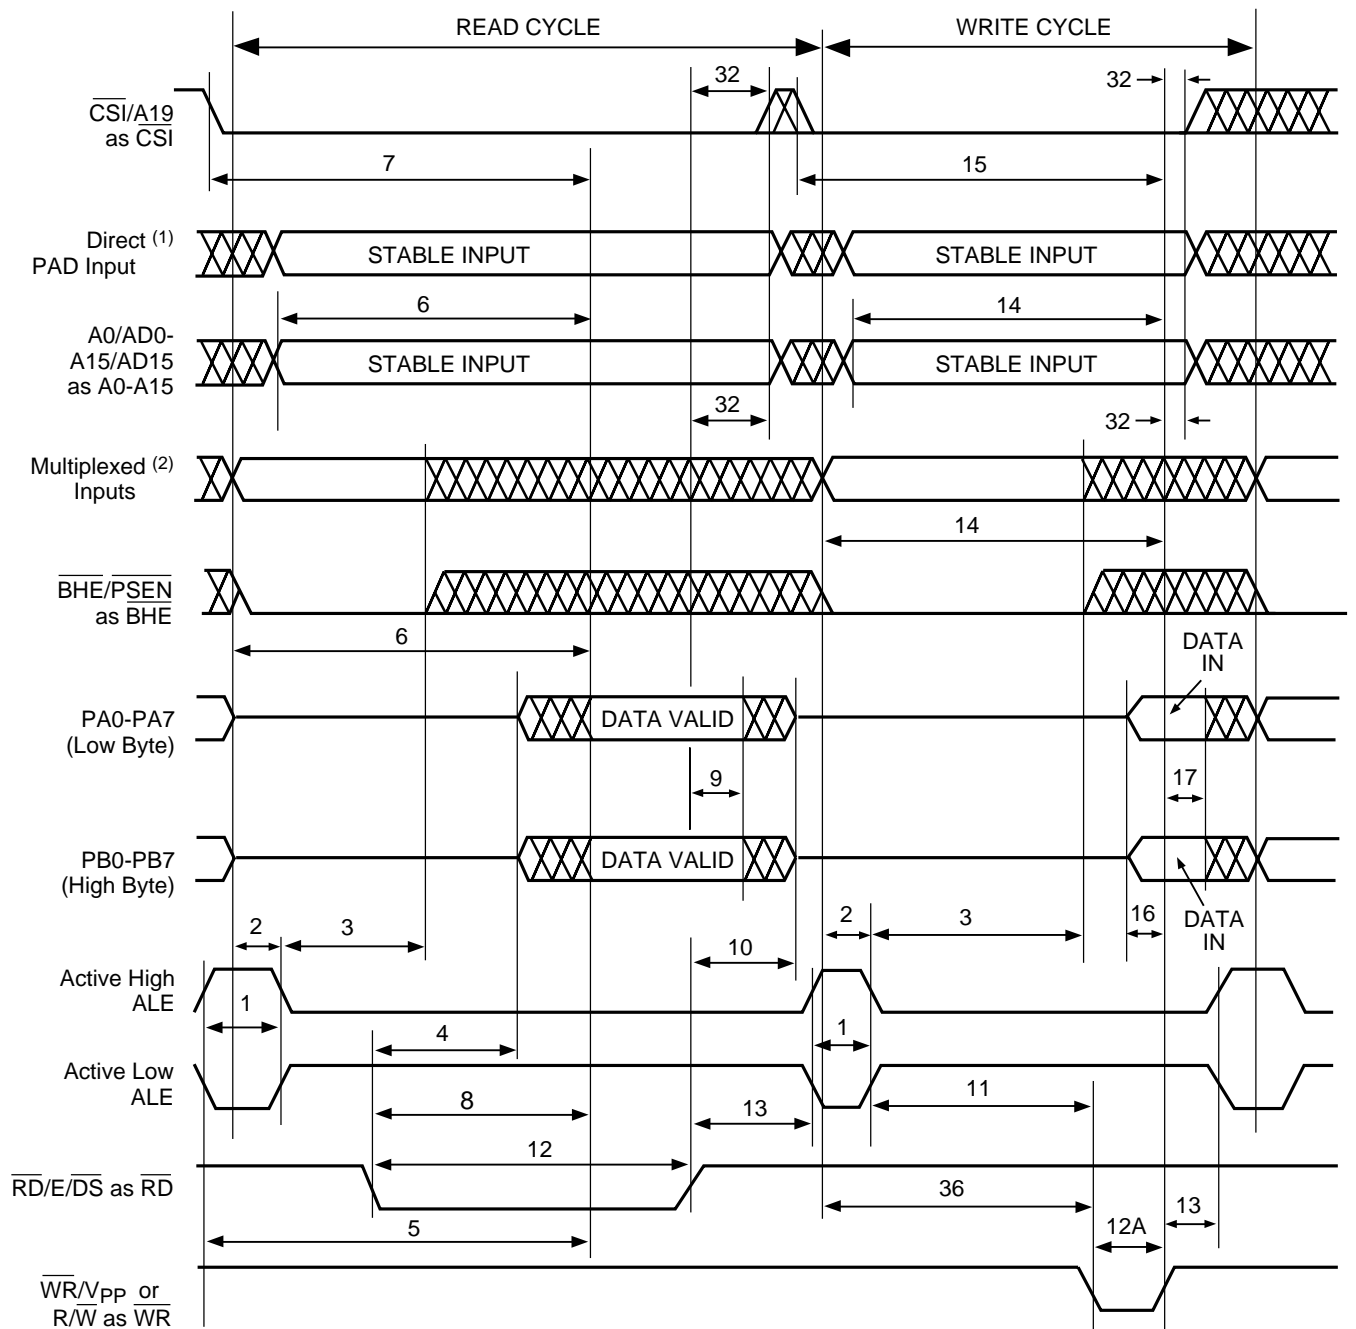 READ CYCLE
WRITE CYCLE
32
32
CSI/A19
as CSI
7
15
Direct (1)
PAD Input
STABLE INPUT
STABLE INPUT
6
14
A0/AD0-
A15/AD15
as A0-A15
STABLE INPUT
STABLE INPUT
32
32
Multiplexed (2)
Inputs
14
BHE/PSEN
as BHE
6
DATA
IN
PA0-PA7
(Low Byte)
DATA VALID
9
17
PB0-PB7
(High Byte)
DATA VALID
2
3
2
3
16
DATA
IN
10
Active High
ALE
1
1
4
Active Low
ALE
8
13
11
12
RD/E/DS as RD
36
13
5
12A
WR/VPP or
R/W as WR